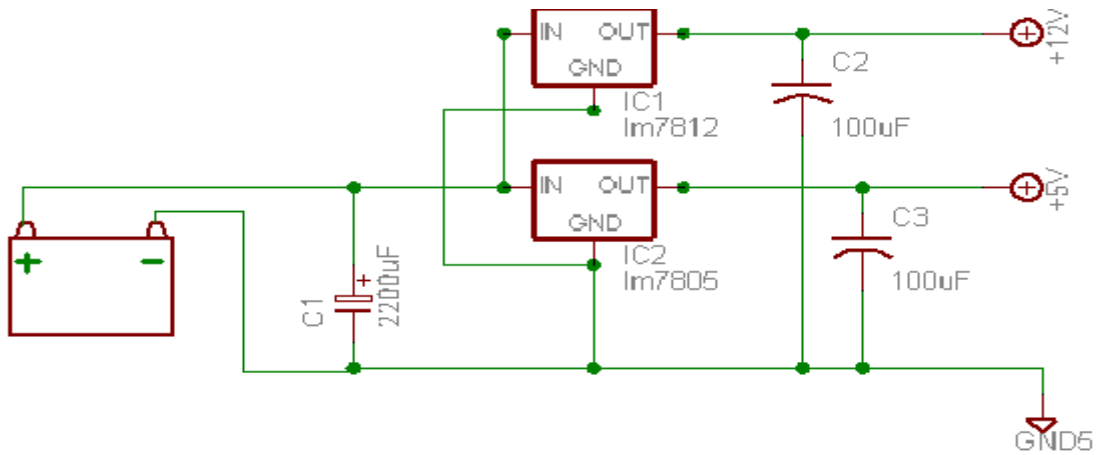 IN OUT
GND
IC1
lm7812
C2
100uF
+12V
IN OUT
GND
IC2
lm7805
C3
100uF
+5V
+ -
C1
+
2200uF
GND5